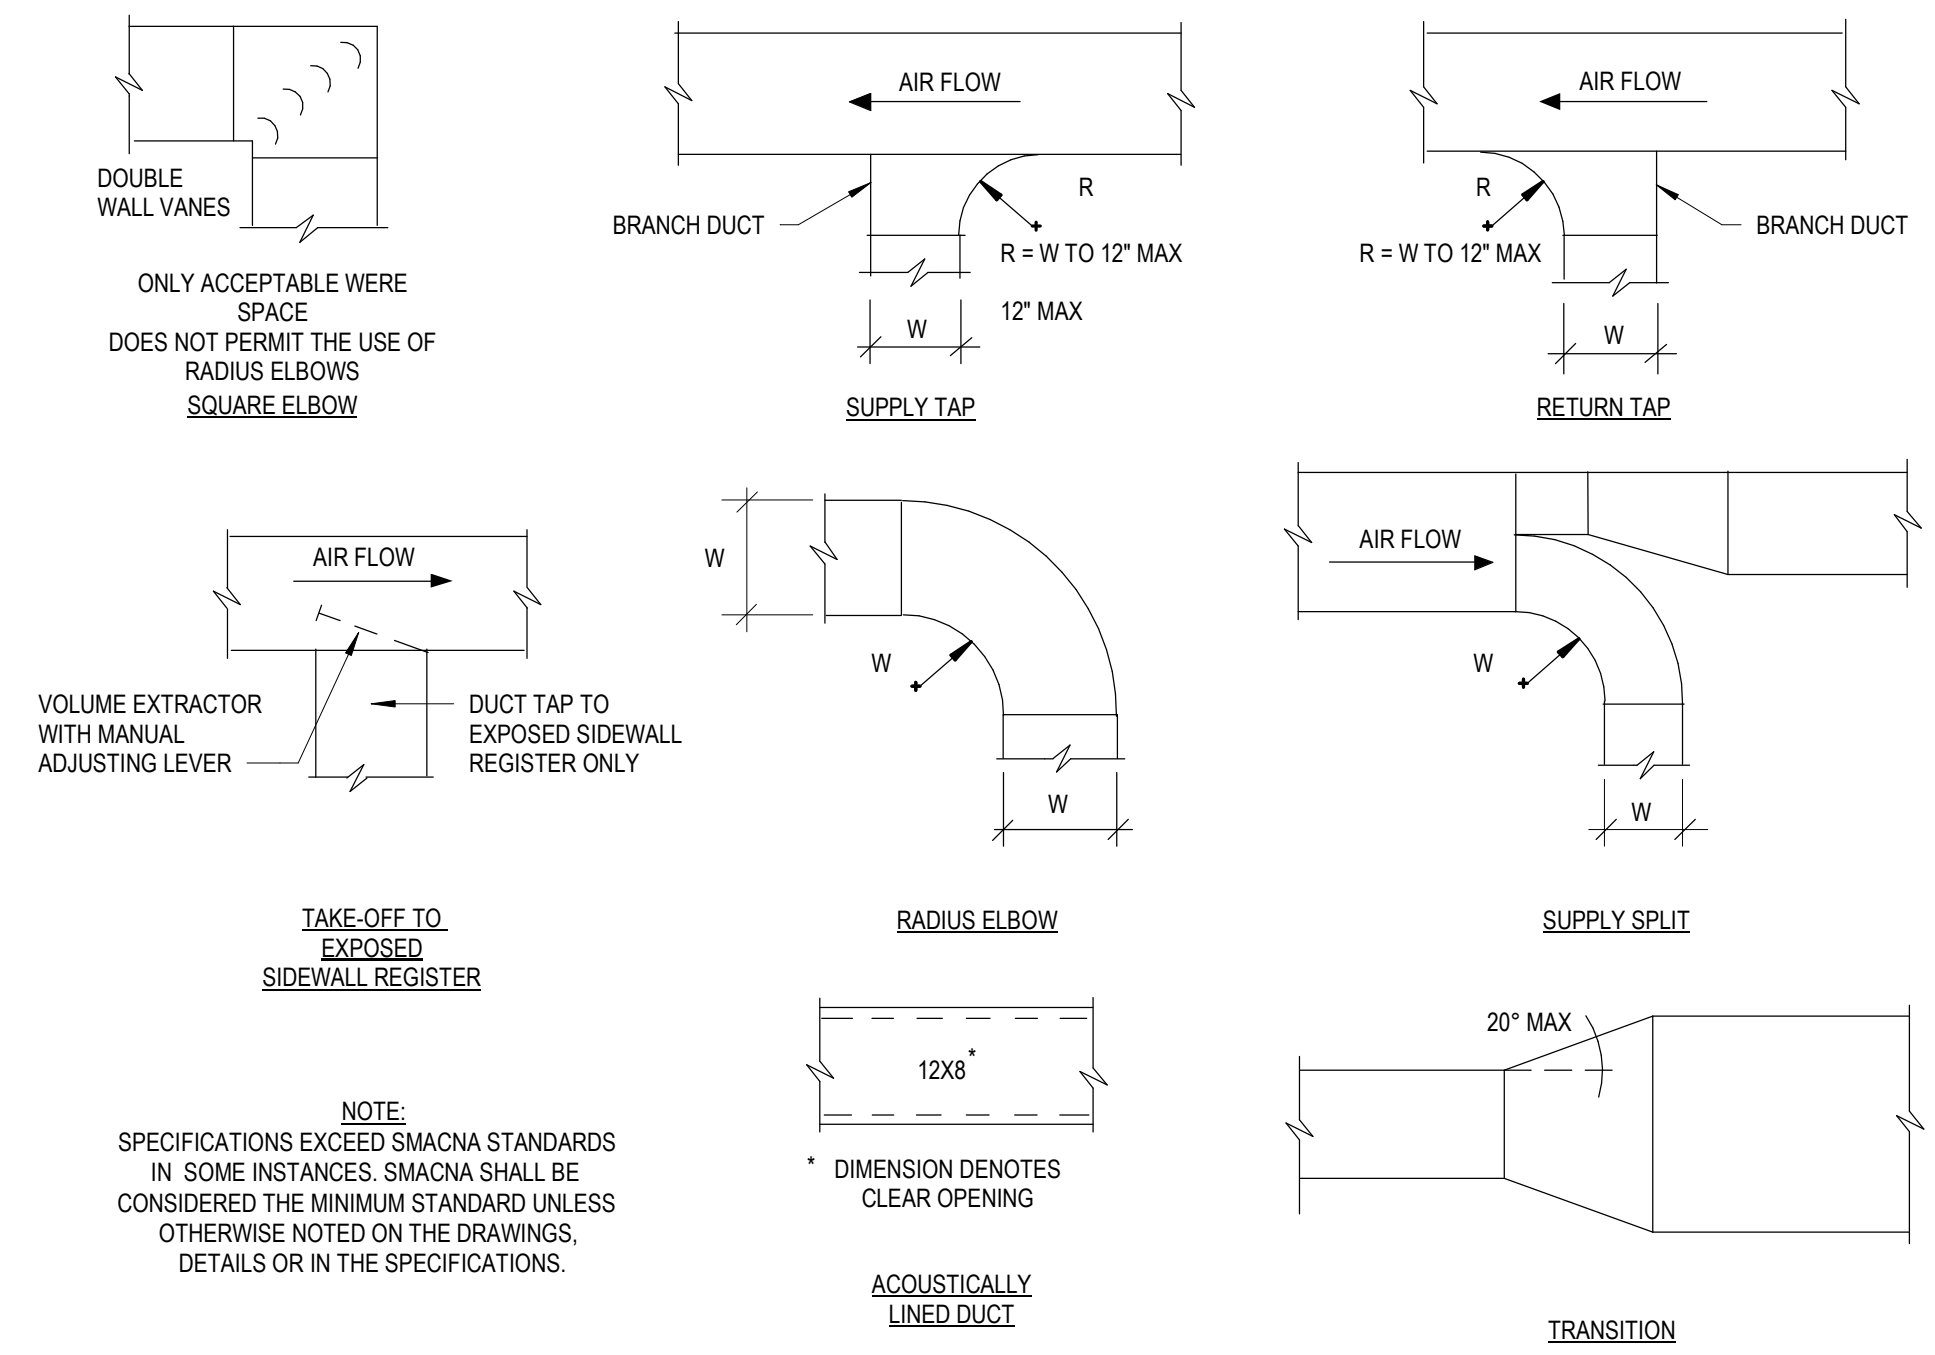 DOUBLE
WALL VANES
ONLY ACCEPTABLE WERE
SPACE
DOES NOT PERMIT THE USE OF
RADIUS ELBOWS
SQUARE ELBOW
AIR FLOW
R
BRANCH DUCT
R = W TO 12" MAX
12" MAX
W
SUPPLY TAP
AIR FLOW
R
BRANCH DUCT
R = W TO 12" MAX
W
RETURN TAP
AIR FLOW
VOLUME EXTRACTOR
WITH MANUAL
ADJUSTING LEVER
DUCT TAP TO
EXPOSED SIDEWALL
REGISTER ONLY
TAKE-OFF TO
EXPOSED
SIDEWALL REGISTER
W
W
W
RADIUS ELBOW
AIR FLOW
W
W
SUPPLY SPLIT
NOTE:
SPECIFICATIONS EXCEED SMACNA STANDARDS
IN SOME INSTANCES. SMACNA SHALL BE
CONSIDERED THE MINIMUM STANDARD UNLESS
OTHERWISE NOTED ON THE DRAWINGS,
DETAILS OR IN THE SPECIFICATIONS.
12X8*
* DIMENSION DENOTES
CLEAR OPENING
ACOUSTICALLY
LINED DUCT
20° MAX
TRANSITION